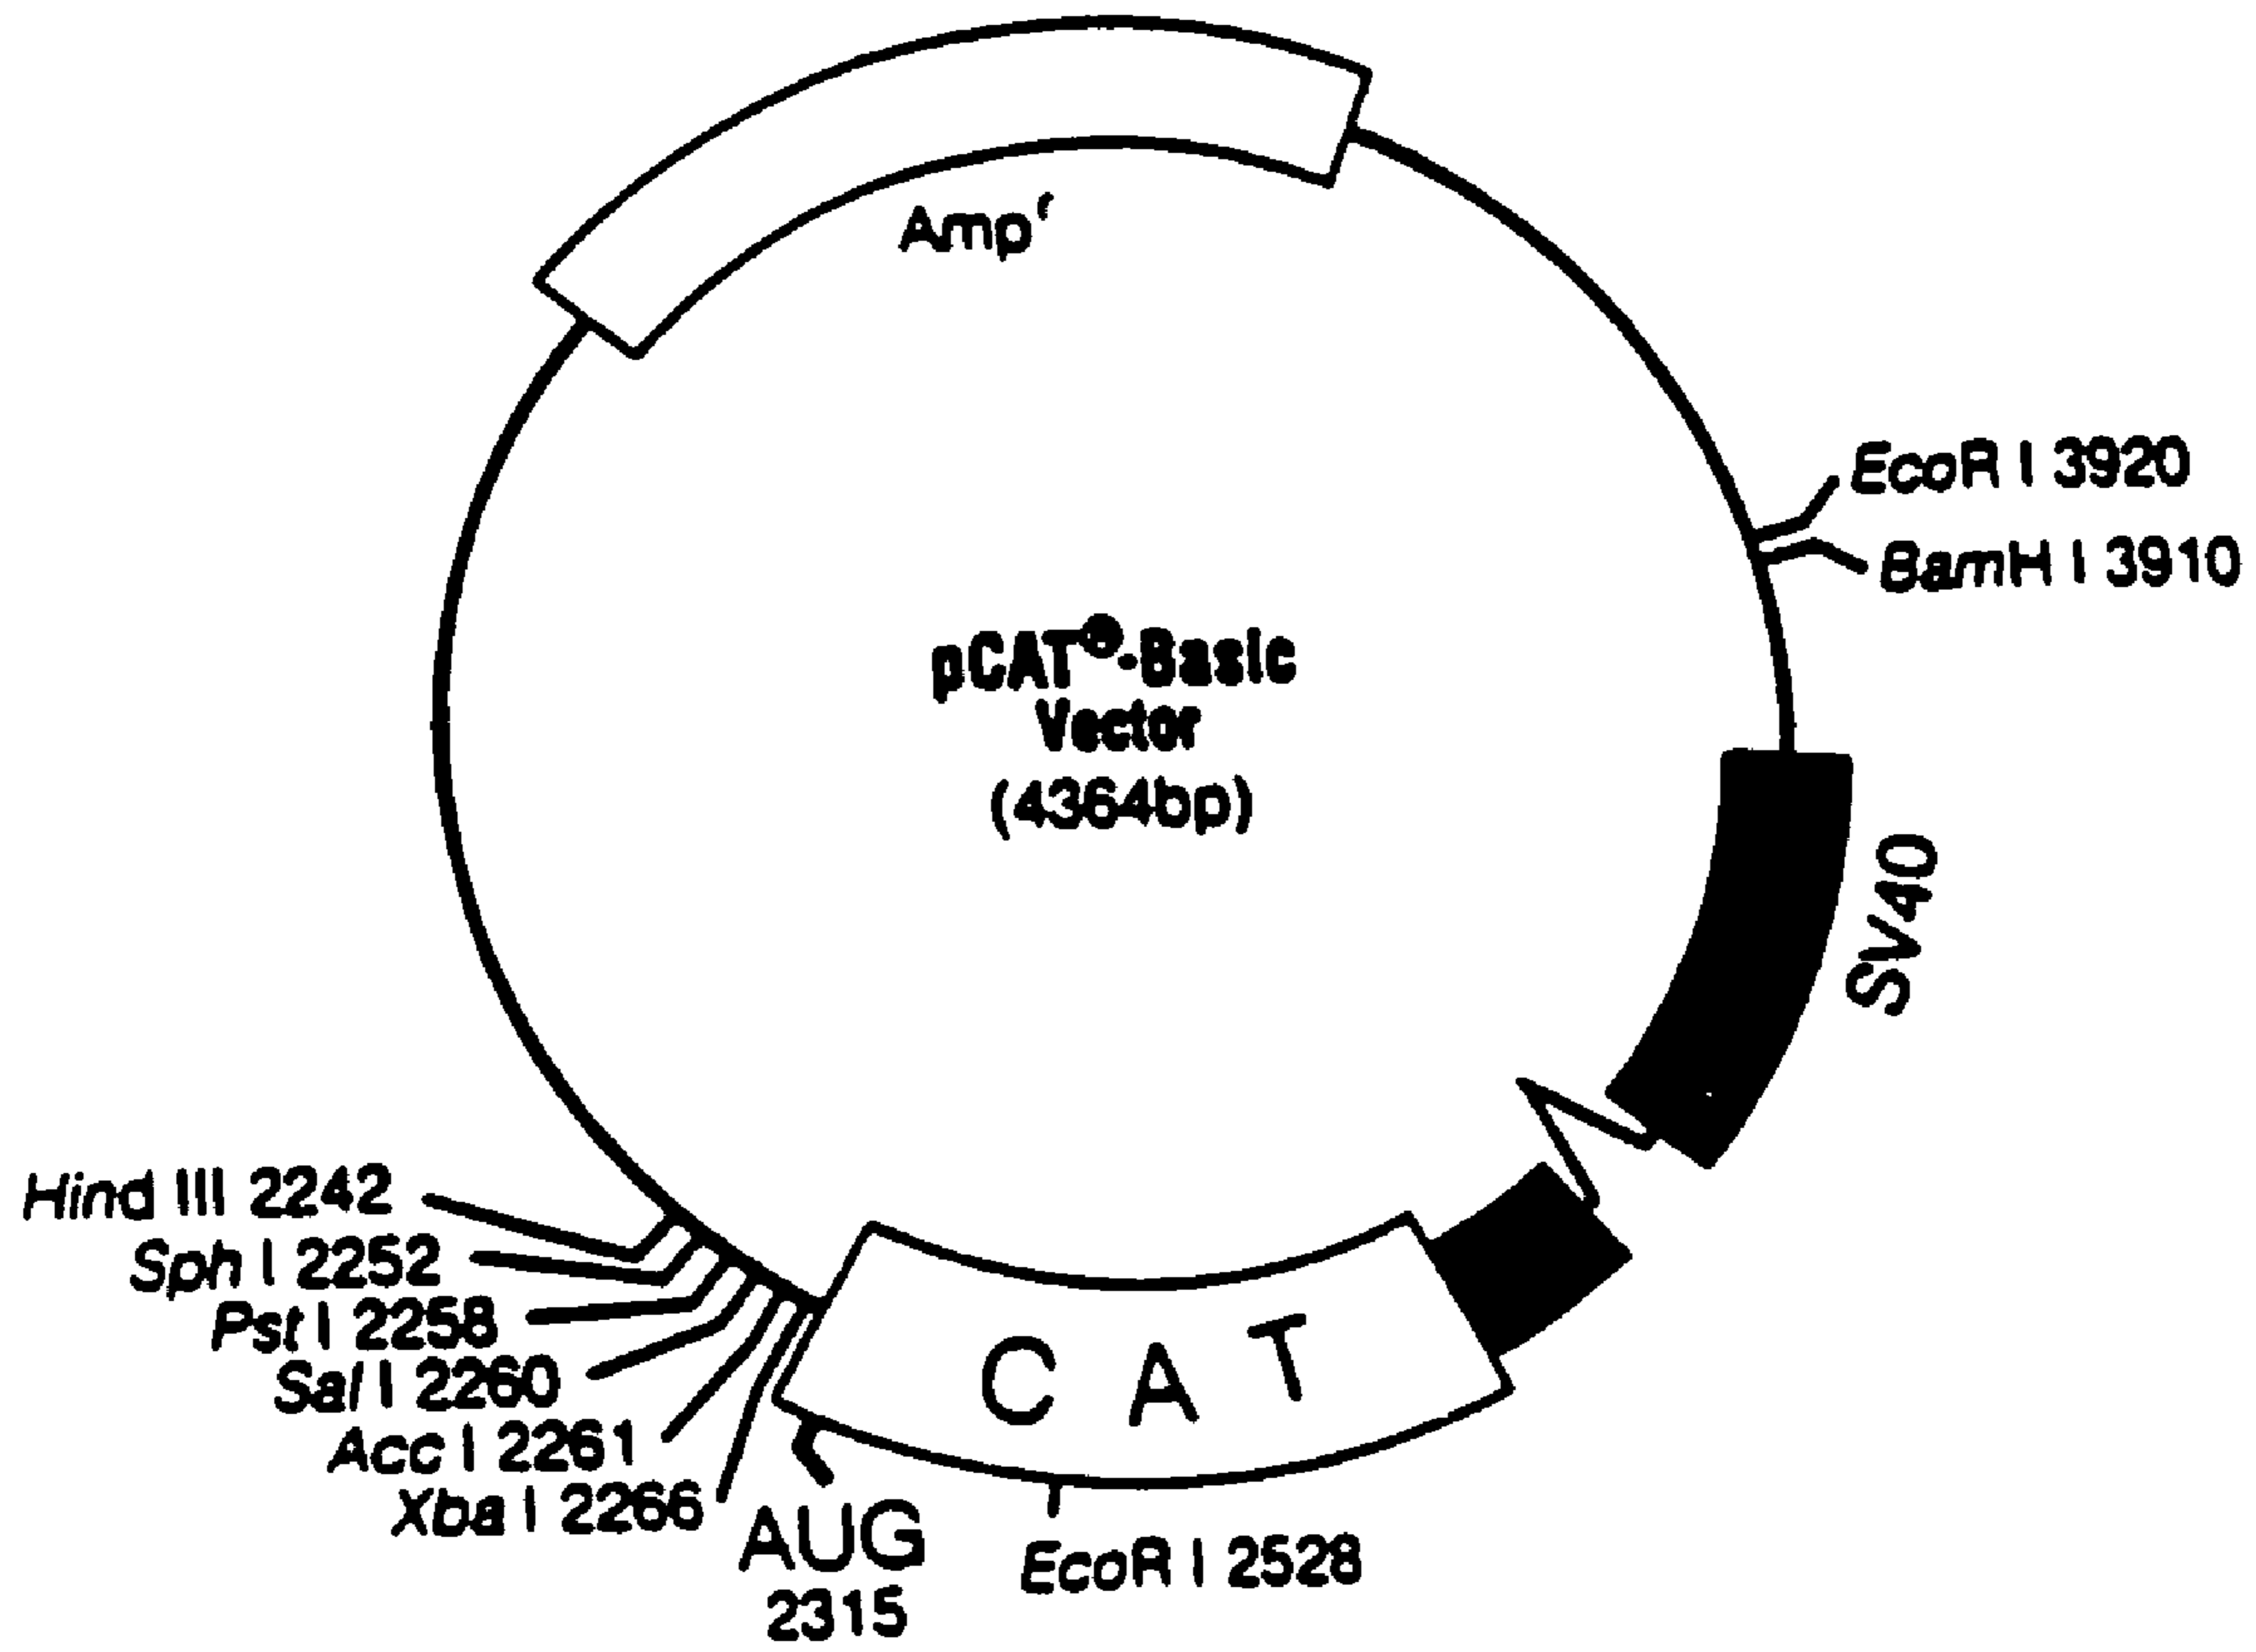 Ampʳ
EcoR I 3920
BamH I 3910
pCAT®-Basic
Vector
(4364bp)
SV40
Hind III 2242
Sph I 2252
Pst I 2258
Sal I 2260
Acc I 2261
Xba I 2266
C A T
AUG
2315
EcoR I 2528